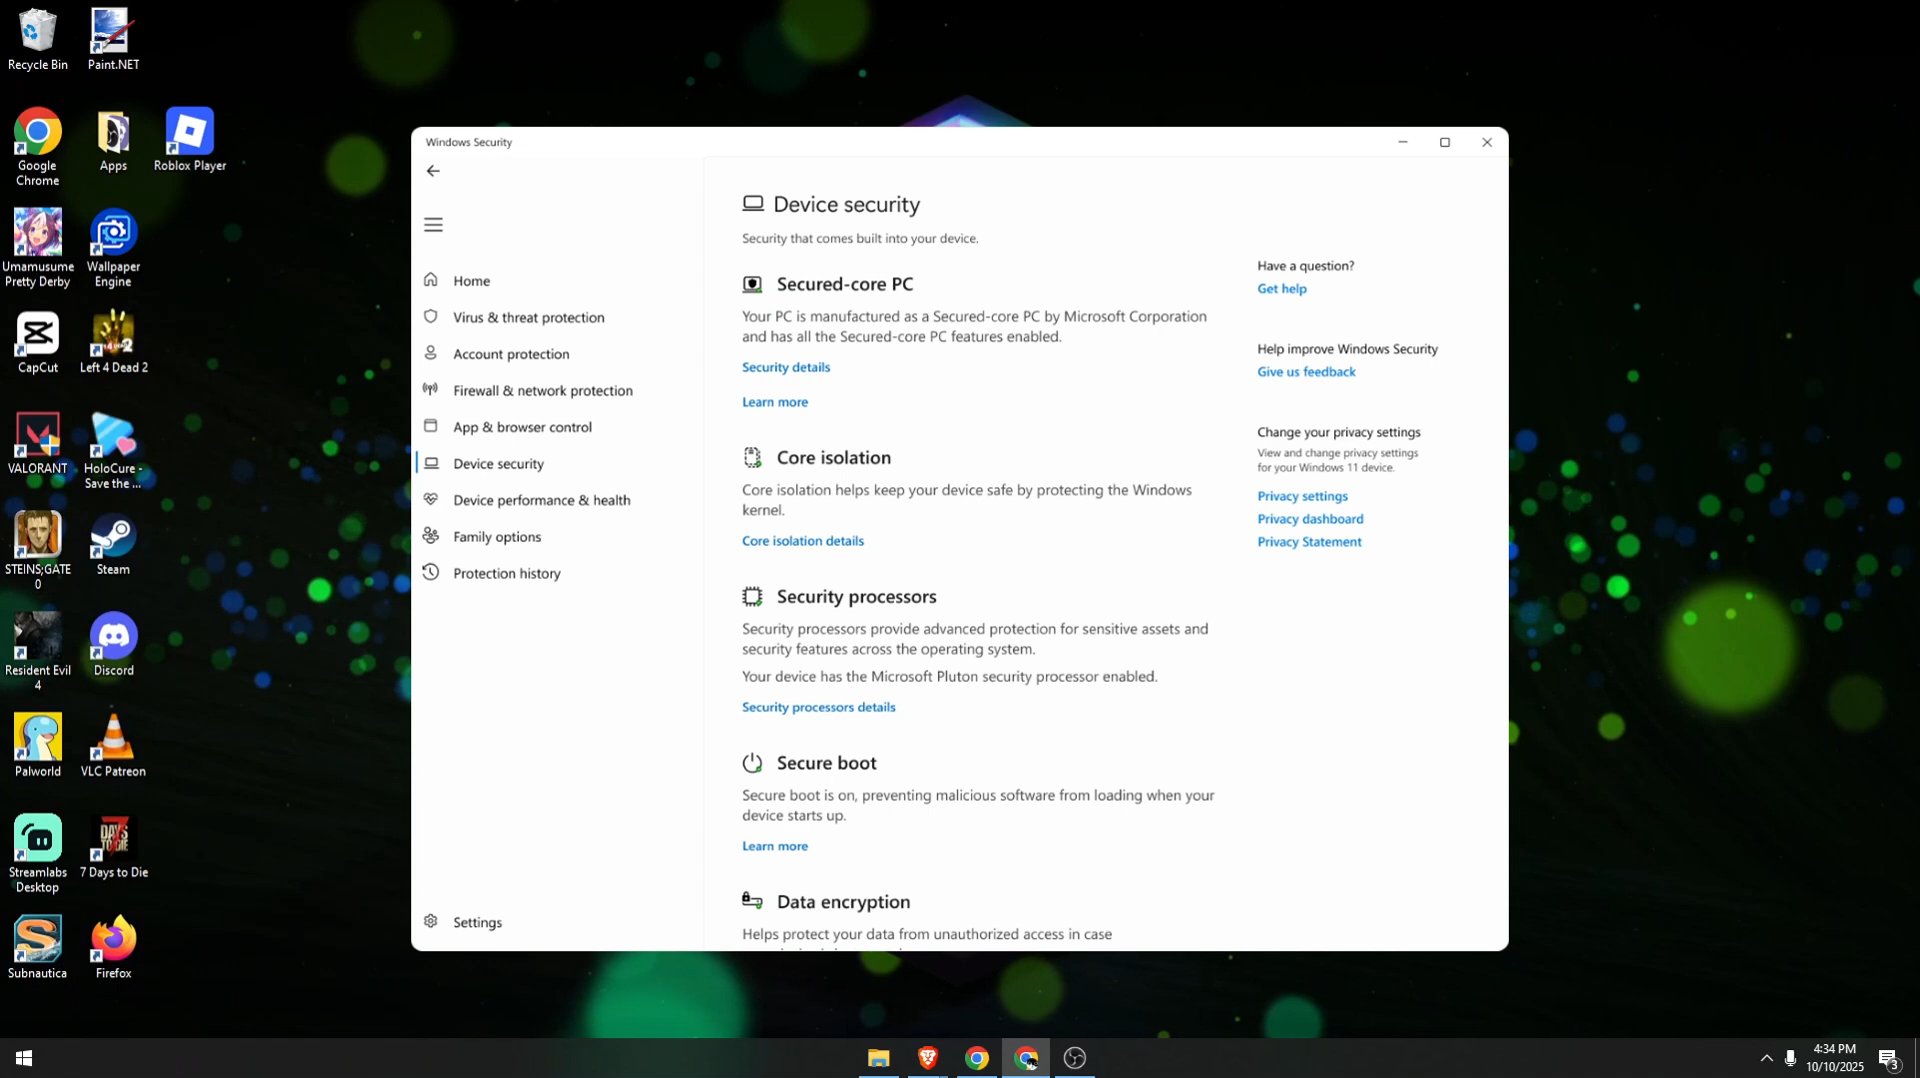 Recycle Bin
Paint.NET
Google
Chrome
Apps
Roblox Player
Umamusume
Pretty Derby
Wallpaper
Engine
CapCut
Left 4 Dead 2
VALORANT
HoloCure -
Save the ...
STEINS;GATE
0
Steam
Resident Evil
4
Discord
Palworld
VLC Patreon
Streamlabs
Desktop
7 Days to Die
Subnautica
Firefox
Windows Security
Home
Virus & threat protection
Account protection
Firewall & network protection
App & browser control
Device security
Device performance & health
Family options
Protection history
Settings
Device security
Security that comes built into your device.
Secured-core PC
Your PC is manufactured as a Secured-core PC by Microsoft Corporation
and has all the Secured-core PC features enabled.
Security details
Learn more
Core isolation
Core isolation helps keep your device safe by protecting the Windows
kernel.
Core isolation details
Security processors
Security processors provide advanced protection for sensitive assets and
security features across the operating system.
Your device has the Microsoft Pluton security processor enabled.
Security processors details
Secure boot
Secure boot is on, preventing malicious software from loading when your
device starts up.
Learn more
Data encryption
Helps protect your data from unauthorized access in case
Have a question?
Get help
Help improve Windows Security
Give us feedback
Change your privacy settings
View and change privacy settings
for your Windows 11 device.
Privacy settings
Privacy dashboard
Privacy Statement
4:34 PM
10/10/2025
3